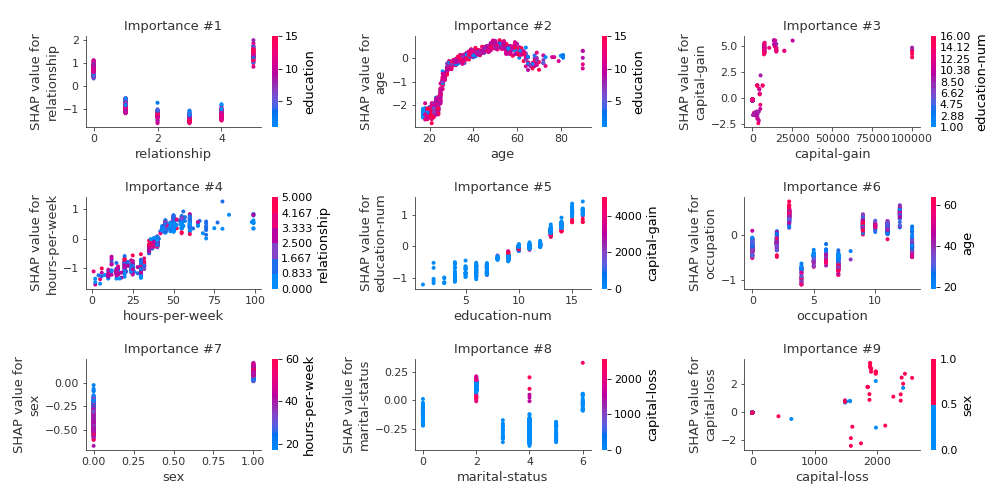 Importance #1
SHAP value for
relationship
2
1
0
−1
0
2
4
relationship
15
10
5
education
Importance #2
SHAP value for
age
0
−1
−2
20
40
60
80
age
15
10
5
education
Importance #3
SHAP value for
capital-gain
5.0
2.5
0.0
−2.5
0
25000
50000
75000
100000
capital-gain
16.00
14.12
12.25
10.38
8.50
6.62
4.75
2.88
1.00
education-num
Importance #4
SHAP value for
hours-per-week
1
0
−1
0
25
50
75
100
hours-per-week
5.000
4.167
3.333
2.500
1.667
0.833
0.000
relationship
Importance #5
SHAP value for
education-num
1
0
−1
5
10
15
education-num
4000
2000
0
capital-gain
Importance #6
SHAP value for
occupation
0
−1
0
5
10
occupation
60
40
20
age
Importance #7
SHAP value for
sex
0.00
−0.25
−0.50
0.00
0.25
0.50
0.75
1.00
sex
60
40
20
hours-per-week
Importance #8
SHAP value for
marital-status
0.25
0.00
−0.25
0
2
4
6
marital-status
2000
1000
0
capital-loss
Importance #9
SHAP value for
capital-loss
2
0
−2
0
1000
2000
capital-loss
1.0
0.5
0.0
sex